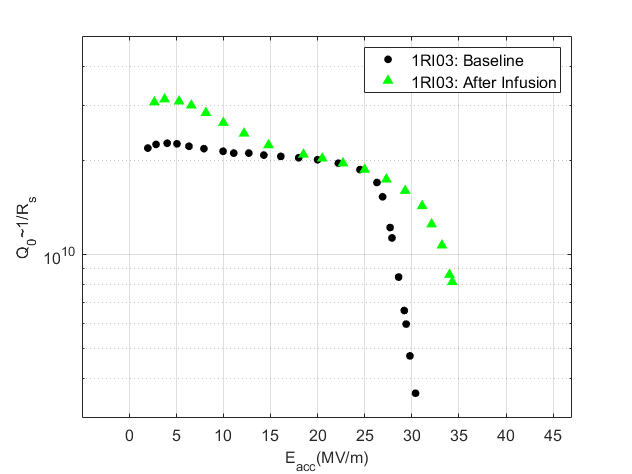 1RI03: Baseline
1RI03: After Infusion
Q0~1/Rs
10^10
0 5 10 15 20 25 30 35 40 45
Eacc(MV/m)